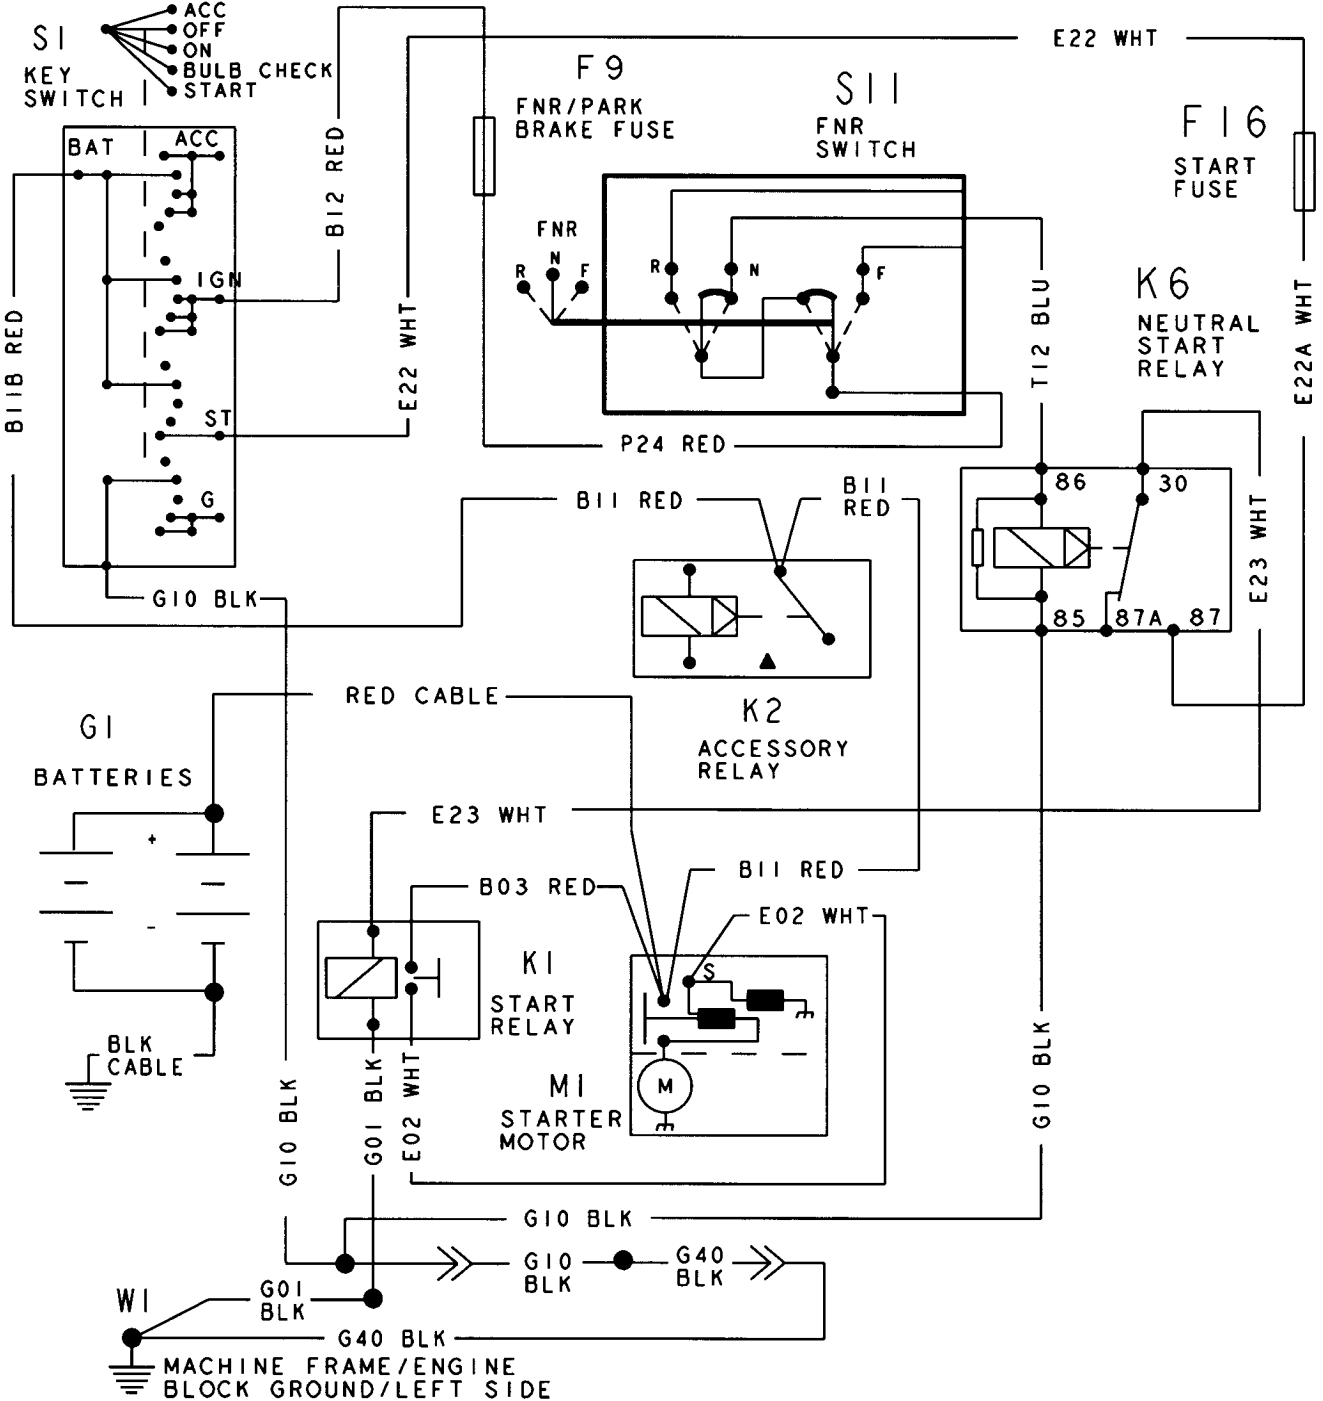 ACC
OFF
ON
BULB CHECK
START
S1
KEY
SWITCH
BAT
ACC
IGN
ST
G
B11B RED
B12 RED
E22 WHT
E22 WHT
F9
FNR/PARK
BRAKE FUSE
S11
FNR
SWITCH
FNR
R
N
F
R
N
F
P24 RED
T12 BLU
F16
START
FUSE
E22A WHT
K6
NEUTRAL
START
RELAY
86
30
85
87A
87
E23 WHT
B11 RED
B11
RED
G10 BLK
K2
ACCESSORY
RELAY
RED CABLE
G1
BATTERIES
+
-
BLK
CABLE
E23 WHT
B03 RED
B11 RED
E02 WHT
K1
START
RELAY
S
M
M1
STARTER
MOTOR
G10 BLK
G01 BLK
E02 WHT
G10 BLK
G10 BLK
G10
BLK
G40
BLK
W1
G01
BLK
G40 BLK
MACHINE FRAME/ENGINE
BLOCK GROUND/LEFT SIDE